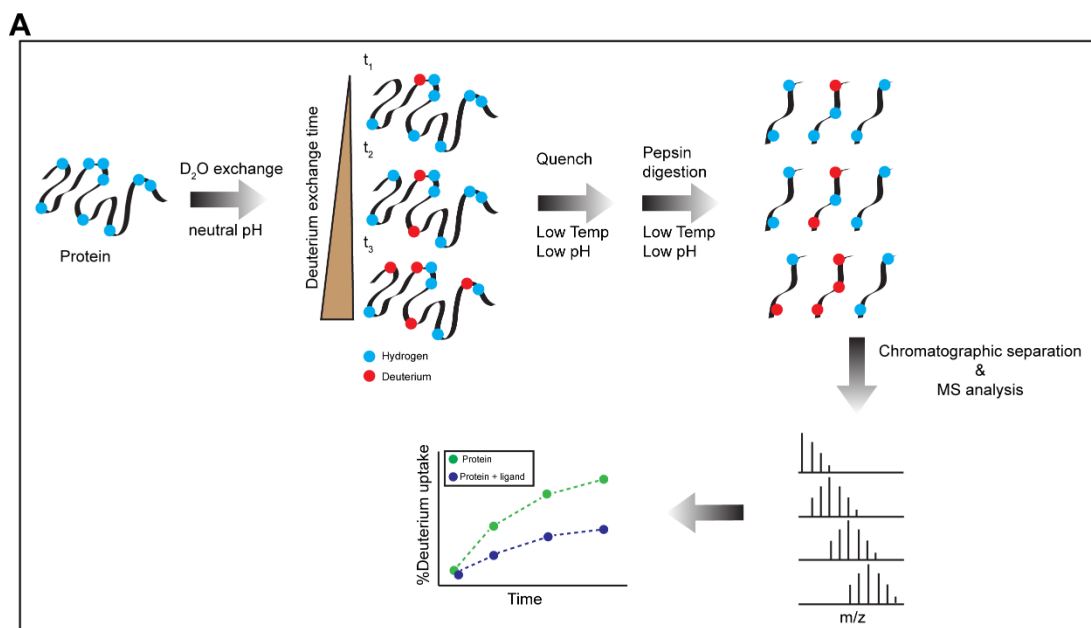 A
D₂O exchange
neutral pH
Protein
Deuterium exchange time
t₁
t₂
t₃
Hydrogen
Deuterium
Quench
Low Temp
Low pH
Pepsin
digestion
Low Temp
Low pH
Chromatographic separation
&
MS analysis
m/z
%Deuterium uptake
Protein
Protein + ligand
Time